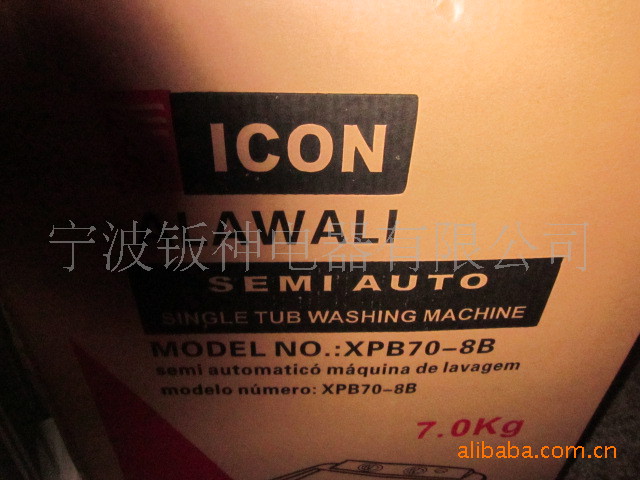 ICON
ALAWALI
宁波钣神电器有限公司
SEMI AUTO
SINGLE TUB WASHING MACHINE
MODEL NO.:XPB70-8B
semi automaticó máquina de lavagem
modelo número: XPB70-8B
7.0Kg
alibaba.com.cn